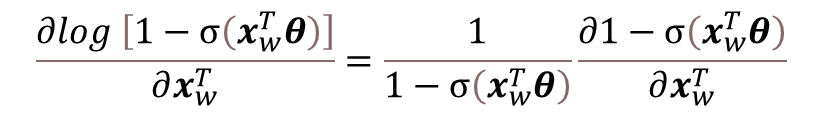 ∂log [1 − σ(𝒙_w^T 𝜽)] / ∂𝒙_w^T = 1 / (1 − σ(𝒙_w^T 𝜽)) ∂1 − σ(𝒙_w^T 𝜽) / ∂𝒙_w^T